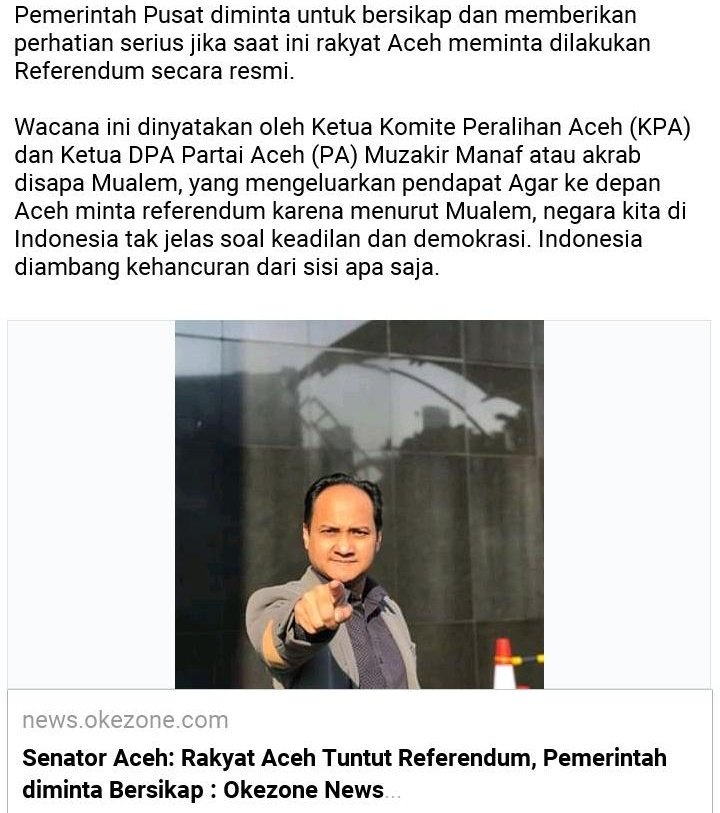 Pemerintah Pusat diminta untuk bersikap dan memberikan
perhatian serius jika saat ini rakyat Aceh meminta dilakukan
Referendum secara resmi.
Wacana ini dinyatakan oleh Ketua Komite Peralihan Aceh (KPA)
dan Ketua DPA Partai Aceh (PA) Muzakir Manaf atau akrab
disapa Mualem, yang mengeluarkan pendapat Agar ke depan
Aceh minta referendum karena menurut Mualem, negara kita di
Indonesia tak jelas soal keadilan dan demokrasi. Indonesia
diambang kehancuran dari sisi apa saja.
news.okezone.com
Senator Aceh: Rakyat Aceh Tuntut Referendum, Pemerintah
diminta Bersikap : Okezone News...